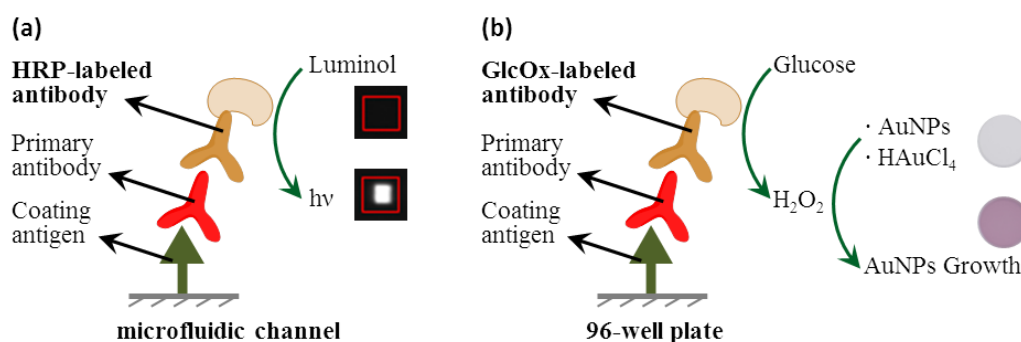 (a)
HRP-labeled
antibody
Primary
antibody
Coating
antigen
Luminol
hν
microfluidic channel
(b)
GlcOx-labeled
antibody
Primary
antibody
Coating
antigen
Glucose
H₂O₂
· AuNPs
· HAuCl₄
AuNPs Growth
96-well plate